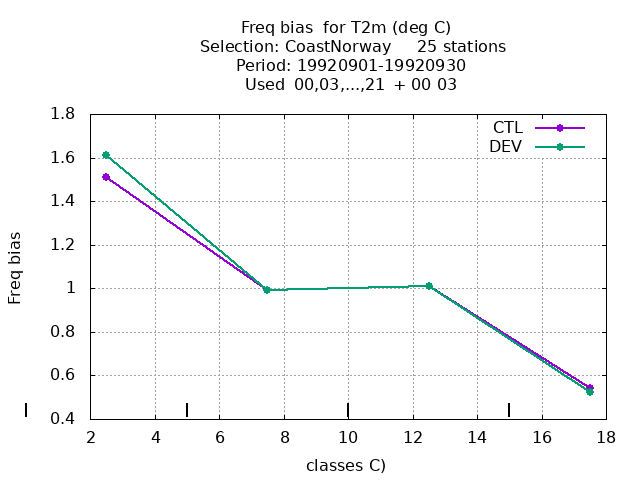 Freq bias  for T2m (deg C)
Selection: CoastNorway     25 stations
Period: 19920901-19920930
Used  00,03,...,21  + 00 03
CTL
DEV
1.8
1.6
1.4
1.2
1
0.8
0.6
0.4
Freq bias
2 4 6 8 10 12 14 16 18
classes C)